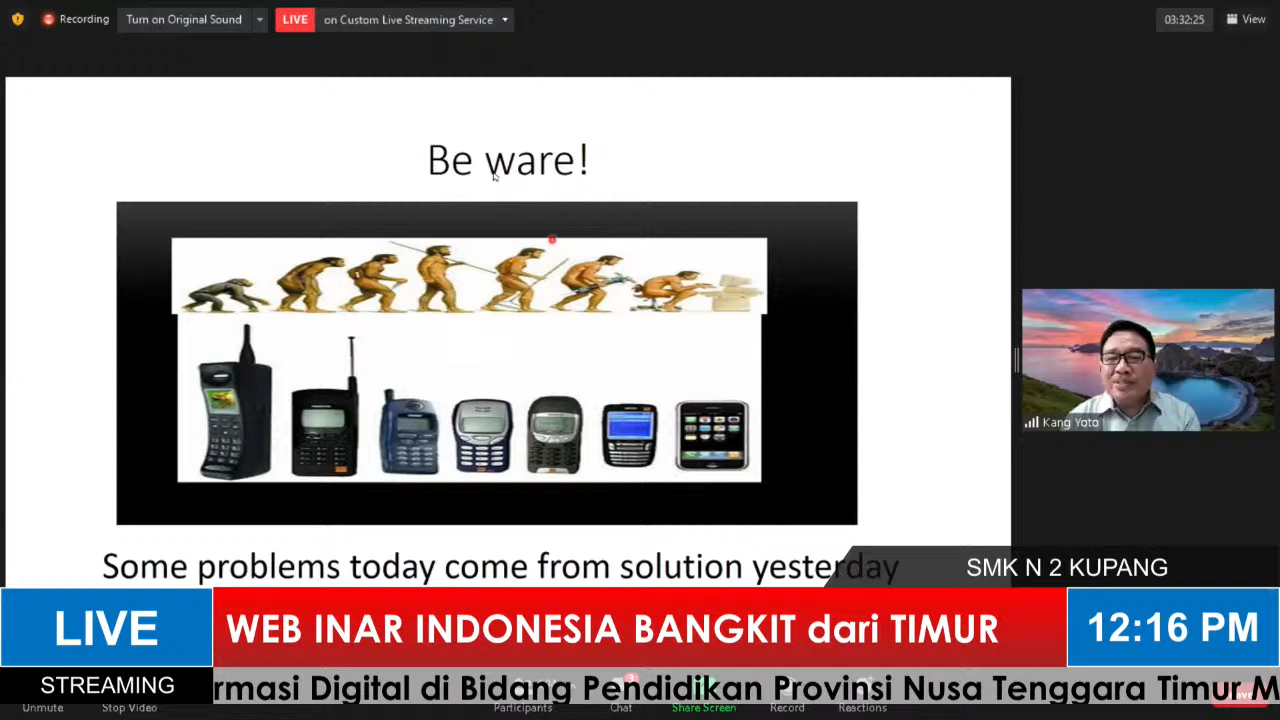 Recording
Turn on Original Sound
LIVE
on Custom Live Streaming Service
03:32:25
View
Be ware!
Kang Yoto
Some problems today come from solution yesterday
SMK N 2 KUPANG
LIVE
WEB INAR INDONESIA BANGKIT dari TIMUR
12:16 PM
STREAMING
rmasi Digital di Bidang Pendidikan Provinsi Nusa Tenggara Timur M
Unmute
Stop Video
Participants
Chat
Share Screen
Record
Reactions